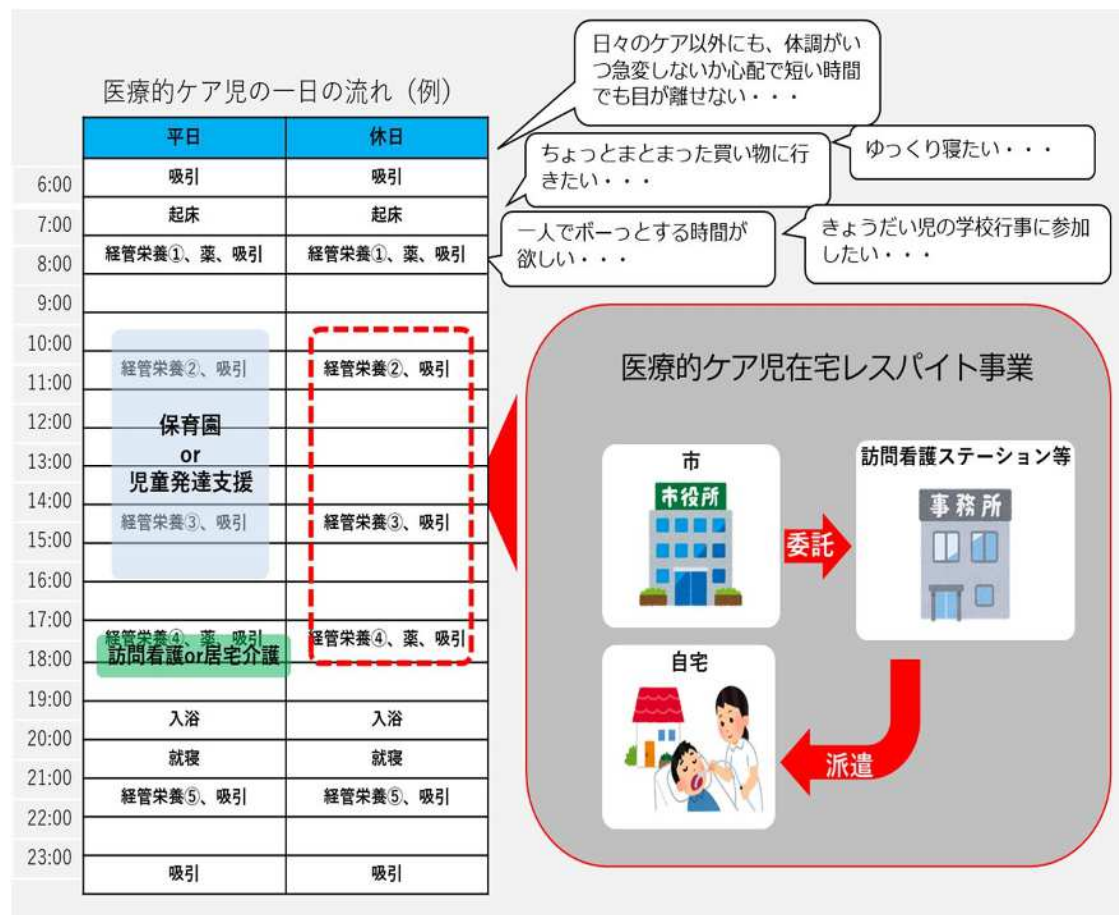 医療的ケア児の一日の流れ（例）
平日 休日
6:00 吸引 吸引
7:00 起床 起床
8:00 経管栄養①、薬、吸引 経管栄養①、薬、吸引
9:00
10:00
11:00 経管栄養②、吸引 経管栄養②、吸引
12:00 保育園
13:00 or
14:00 児童発達支援
15:00 経管栄養③、吸引 経管栄養③、吸引
16:00
17:00
18:00 経管栄養④、薬、吸引 経管栄養④、薬、吸引
訪問看護or居宅介護
19:00
20:00 入浴 入浴
21:00 就寝 就寝
22:00 経管栄養⑤、吸引 経管栄養⑤、吸引
23:00
吸引 吸引
日々のケア以外にも、体調がい
つ急変しないか心配で短い時間
でも目が離せない・・・
ちょっとまとまった買い物に行
きたい・・・
ゆっくり寝たい・・・
一人でボーっとする時間が
欲しい・・・
きょうだい児の学校行事に参加
したい・・・
医療的ケア児在宅レスパイト事業
市
市役所
委託
訪問看護ステーション等
事務所
自宅
派遣